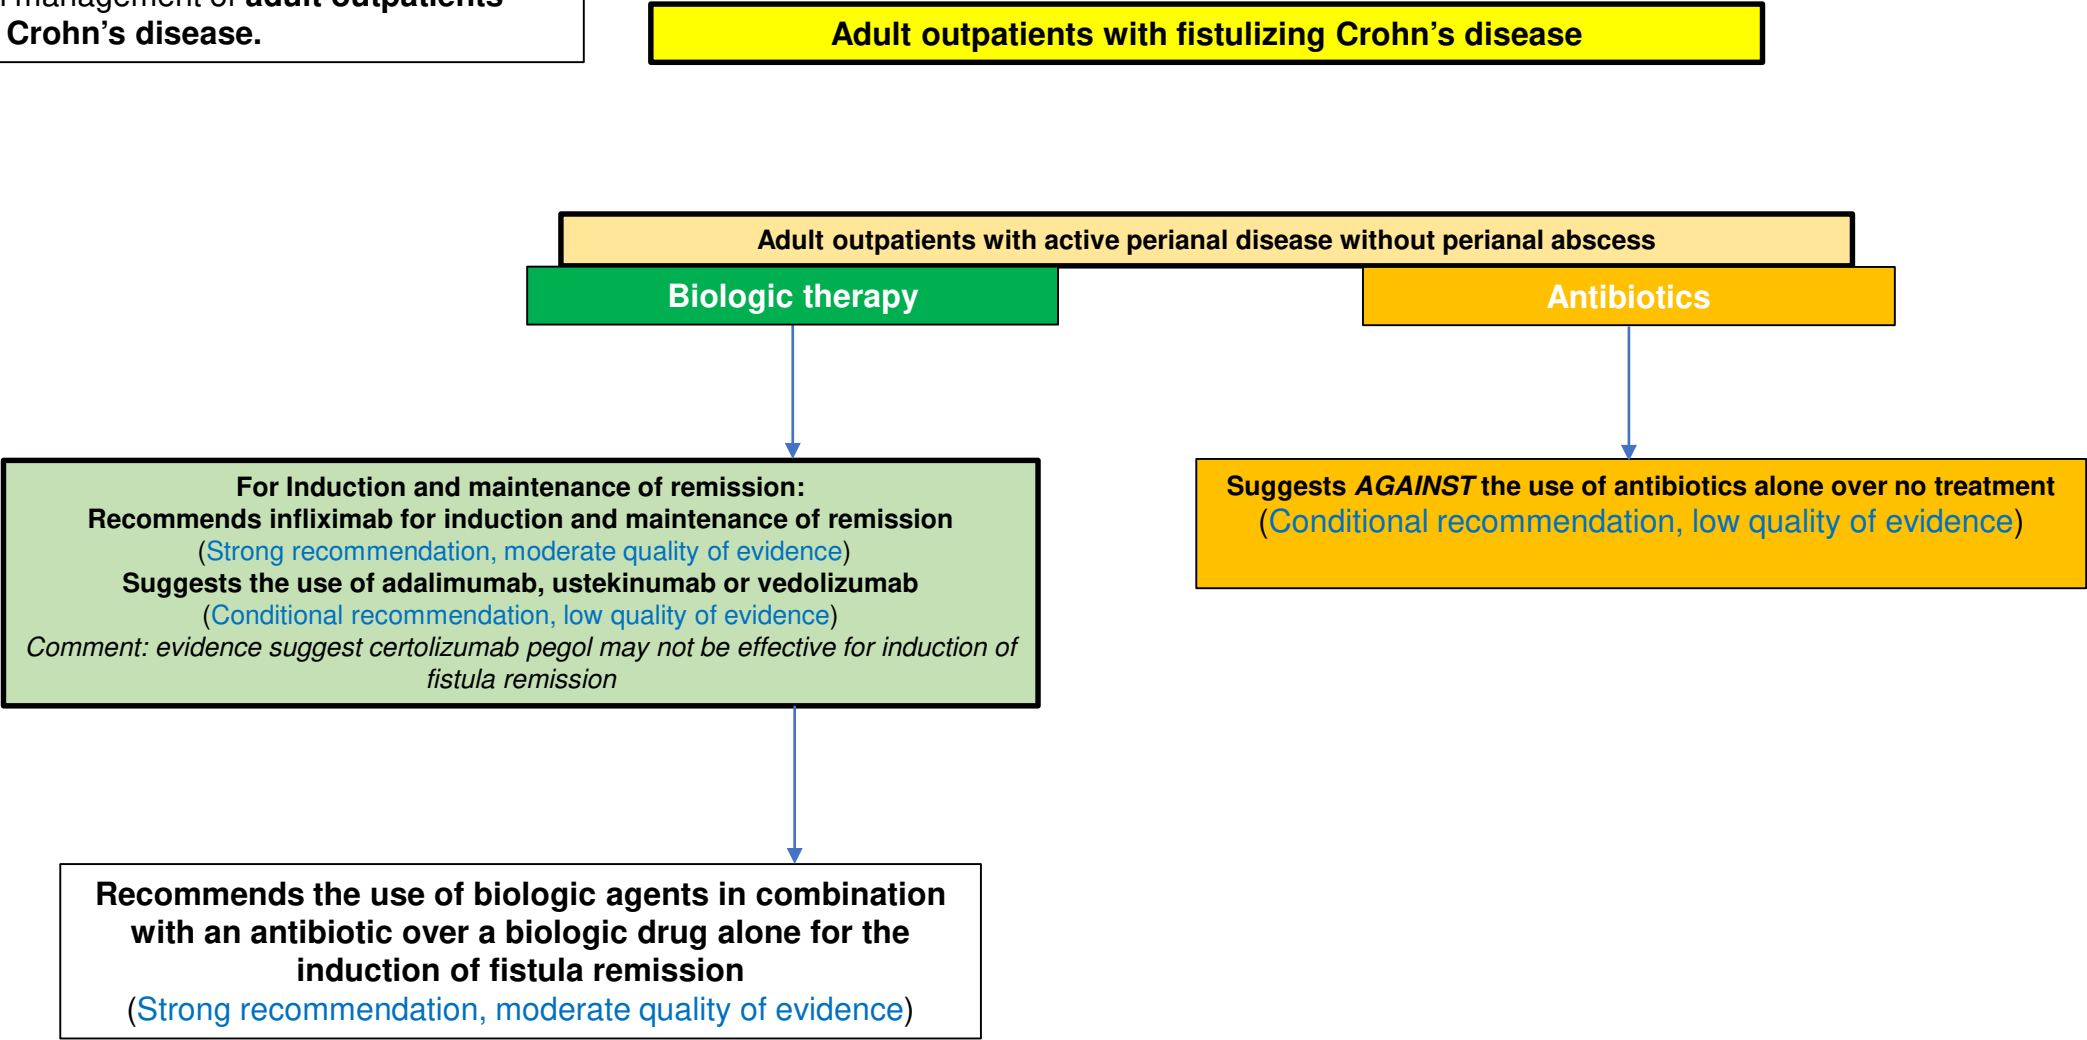 management of adult outpatients
Crohn’s disease.
Adult outpatients with fistulizing Crohn’s disease
Adult outpatients with active perianal disease without perianal abscess
Biologic therapy
Antibiotics
For Induction and maintenance of remission:
Recommends infliximab for induction and maintenance of remission
(Strong recommendation, moderate quality of evidence)
Suggests the use of adalimumab, ustekinumab or vedolizumab
(Conditional recommendation, low quality of evidence)
Comment: evidence suggest certolizumab pegol may not be effective for induction of
fistula remission
Suggests AGAINST the use of antibiotics alone over no treatment
(Conditional recommendation, low quality of evidence)
Recommends the use of biologic agents in combination
with an antibiotic over a biologic drug alone for the
induction of fistula remission
(Strong recommendation, moderate quality of evidence)